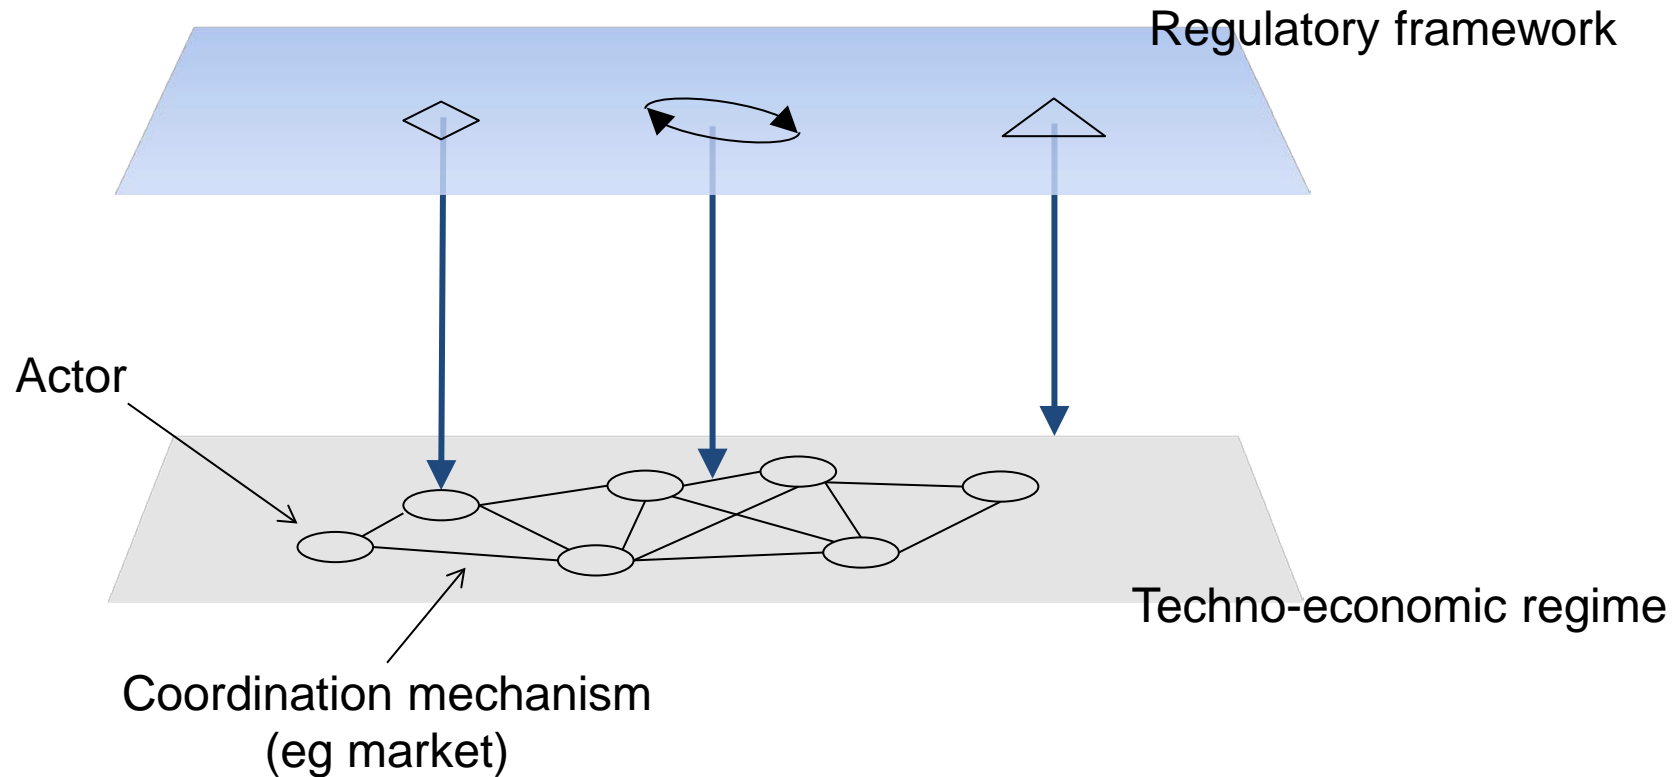 Regulatory framework
Actor
Techno-economic regime
Coordination mechanism
(eg market)